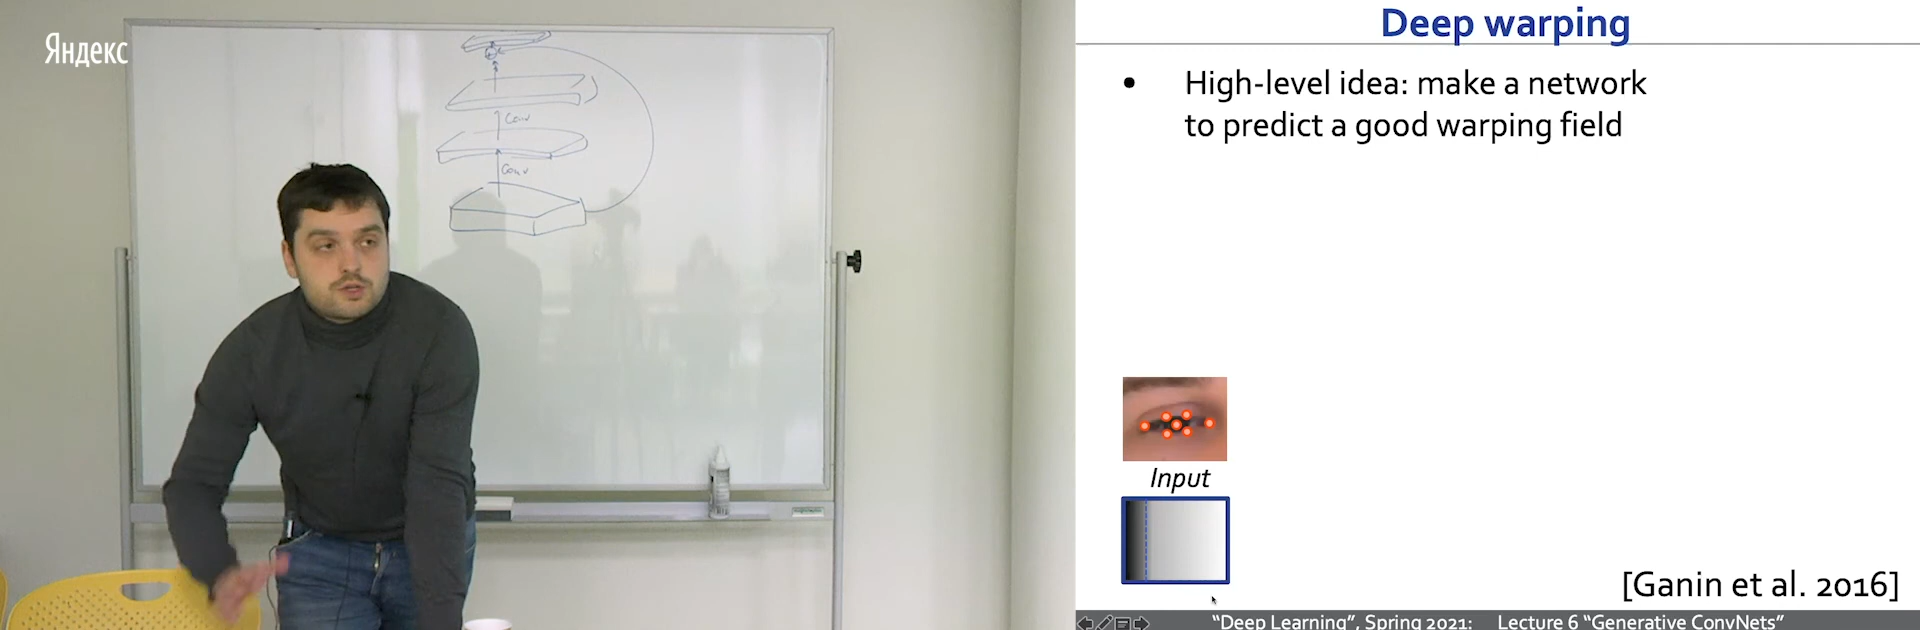 Яндекс
Conv
Conv
Deep warping
• High-level idea: make a network
to predict a good warping field
Input
[Ganin et al. 2016]
"Deep Learning", Spring 2021: Lecture 6 "Generative ConvNets"